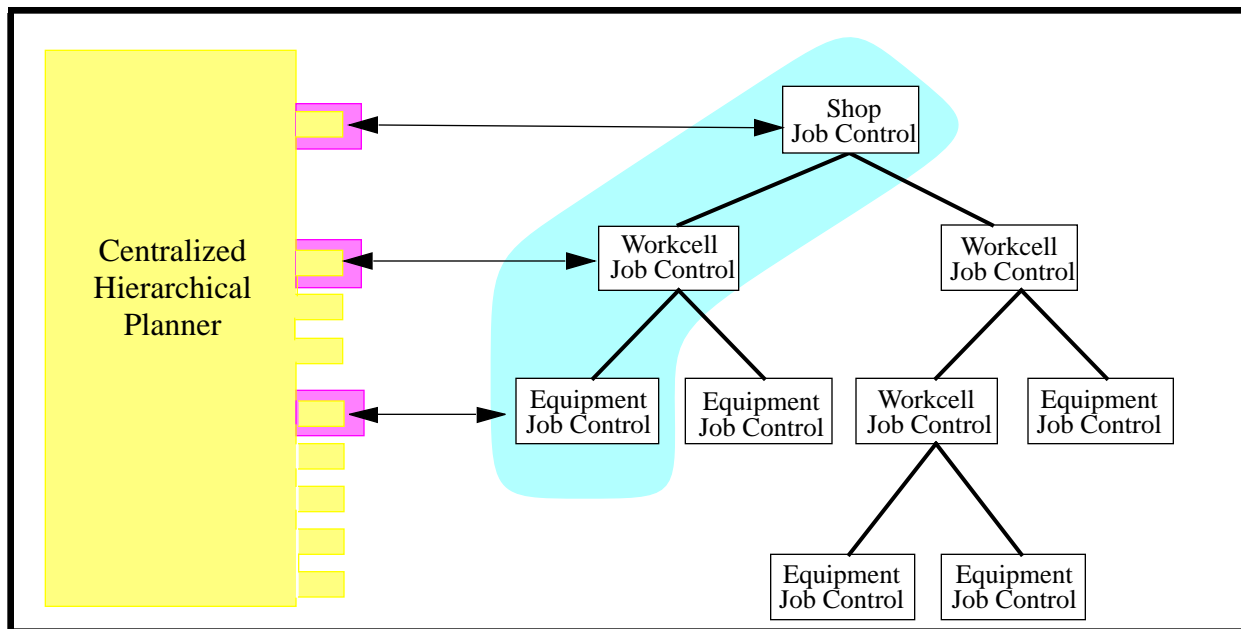 Shop
Job Control
Centralized
Hierarchical
Planner
Workcell
Job Control
Workcell
Job Control
Equipment
Job Control
Equipment
Job Control
Workcell
Job Control
Equipment
Job Control
Equipment
Job Control
Equipment
Job Control